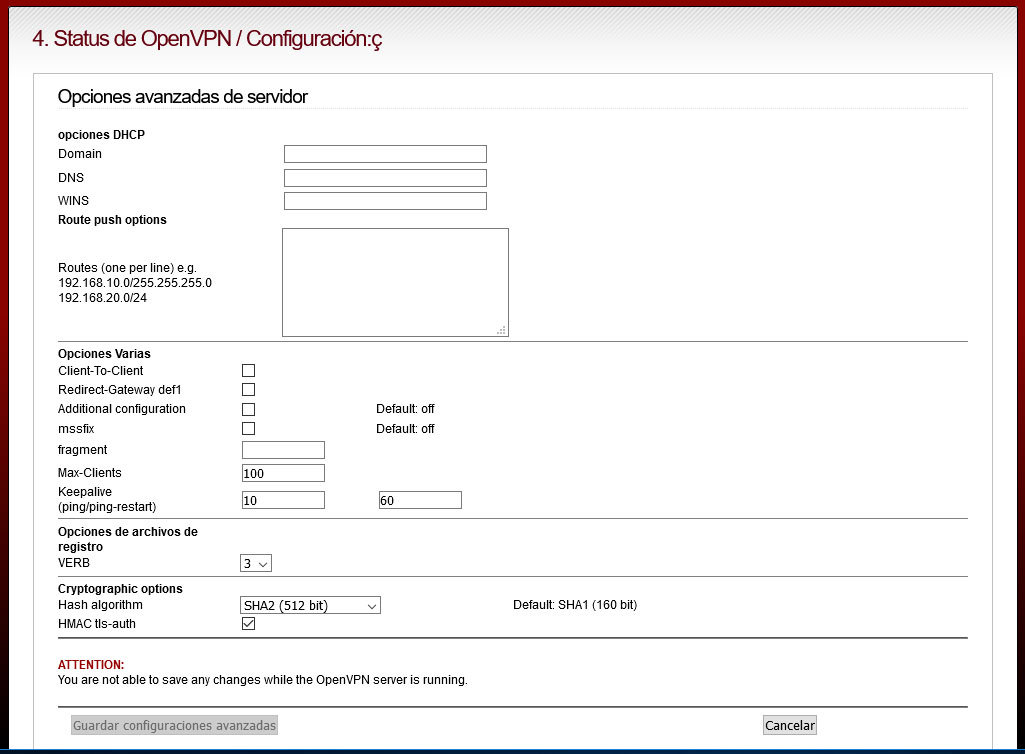 4. Status de OpenVPN / Configuración:ç
Opciones avanzadas de servidor
opciones DHCP
Domain
DNS
WINS
Route push options
Routes (one per line) e.g.
192.168.10.0/255.255.255.0
192.168.20.0/24
Opciones Varias
Client-To-Client
Redirect-Gateway def1
Additional configuration Default: off
mssfix Default: off
fragment
Max-Clients 100
Keepalive
(ping/ping-restart) 10 60
Opciones de archivos de
registro
VERB 3
Cryptographic options
Hash algorithm SHA2 (512 bit) Default: SHA1 (160 bit)
HMAC tls-auth
ATTENTION:
You are not able to save any changes while the OpenVPN server is running.
Guardar configuraciones avanzadas Cancelar